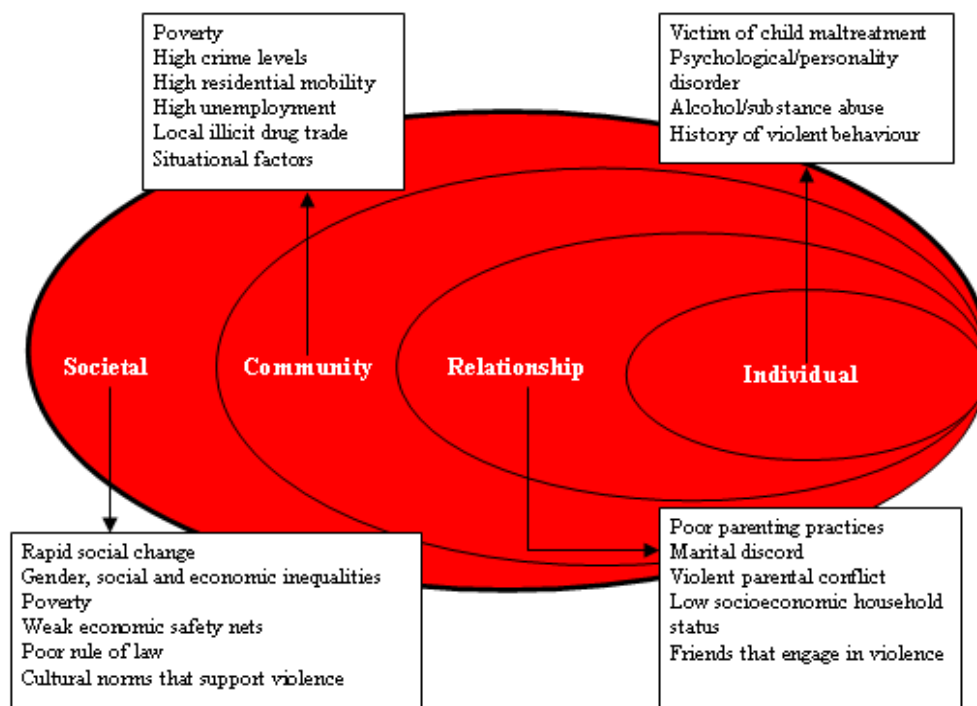 Poverty
High crime levels
High residential mobility
High unemployment
Local illicit drug trade
Situational factors
Victim of child maltreatment
Psychological/personality
disorder
Alcohol/substance abuse
History of violent behaviour
Societal
Community
Relationship
Individual
Rapid social change
Gender, social and economic inequalities
Poverty
Weak economic safety nets
Poor rule of law
Cultural norms that support violence
Poor parenting practices
Marital discord
Violent parental conflict
Low socioeconomic household
status
Friends that engage in violence